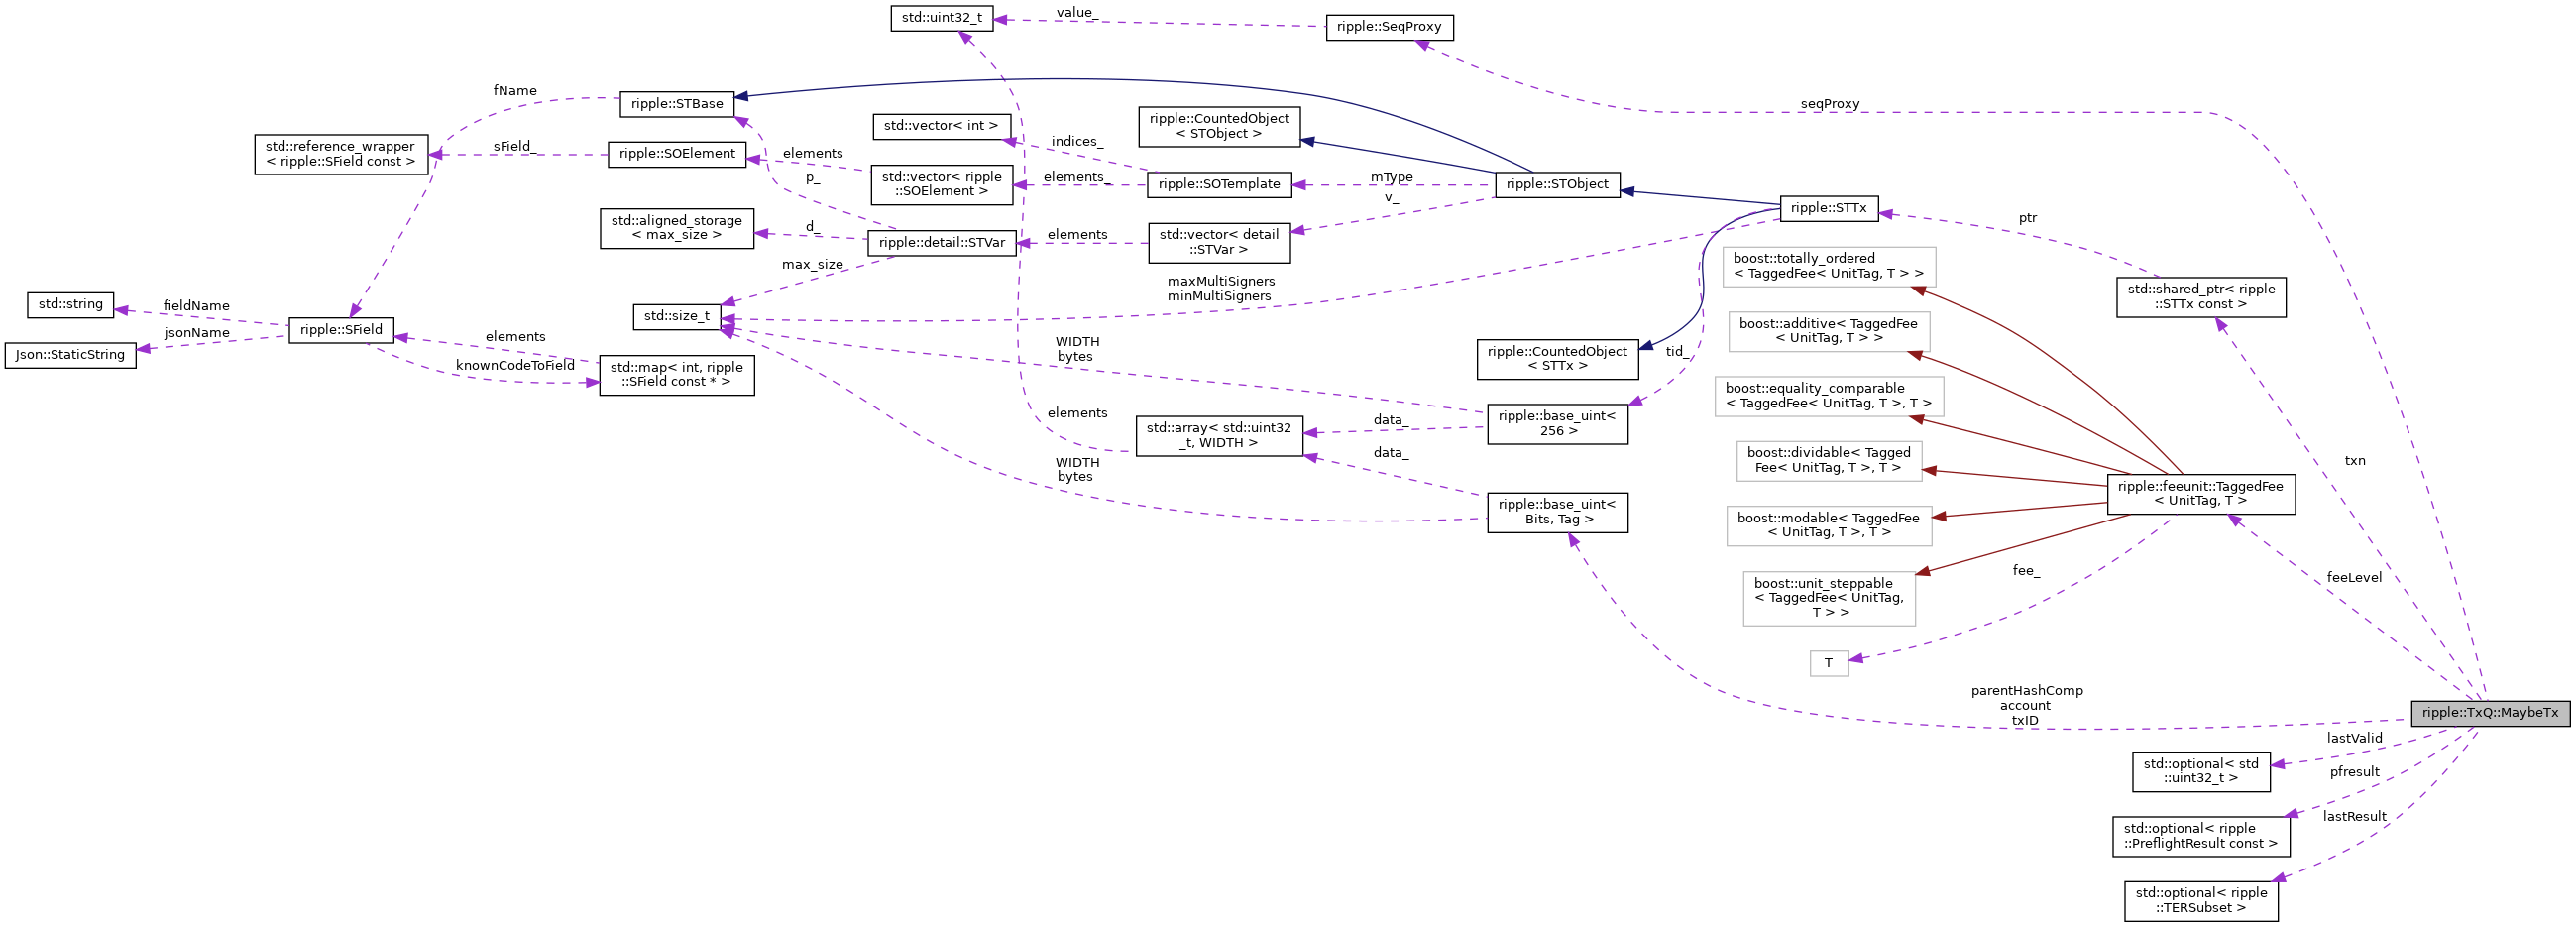 std::uint32_t
value_
ripple::SeqProxy
fName
ripple::STBase
seqProxy
std::vector< int >
ripple::CountedObject
< STObject >
indices_
std::reference_wrapper
< ripple::SField const >
sField_
ripple::SOElement
elements
p_
std::vector< ripple
::SOElement >
elements_
ripple::SOTemplate
mType
v_
ripple::STObject
ripple::STTx
ptr
std::aligned_storage
< max_size >
d_
ripple::detail::STVar
elements
std::vector< detail
::STVar >
max_size
maxMultiSigners
minMultiSigners
boost::totally_ordered
< TaggedFee< UnitTag, T > >
std::shared_ptr< ripple
::STTx const >
std::string
fieldName
jsonName
Json::StaticString
ripple::SField
elements
knownCodeToField
std::size_t
std::map< int, ripple
::SField const * >
WIDTH
bytes
ripple::CountedObject
< STTx >
tid_
boost::additive< TaggedFee
< UnitTag, T > >
boost::equality_comparable
< TaggedFee< UnitTag, T >, T >
elements
std::array< std::uint32
_t, WIDTH >
data_
ripple::base_uint<
256 >
data_
WIDTH
bytes
ripple::base_uint<
Bits, Tag >
boost::dividable< Tagged
Fee< UnitTag, T >, T >
txn
ripple::feeunit::TaggedFee
< UnitTag, T >
boost::modable< TaggedFee
< UnitTag, T >, T >
boost::unit_steppable
< TaggedFee< UnitTag,
T > >
fee_
feeLevel
T
parentHashComp
account
txID
ripple::TxQ::MaybeTx
lastValid
std::optional< std
::uint32_t >
pfresult
std::optional< ripple
::PreflightResult const >
lastResult
std::optional< ripple
::TERSubset >